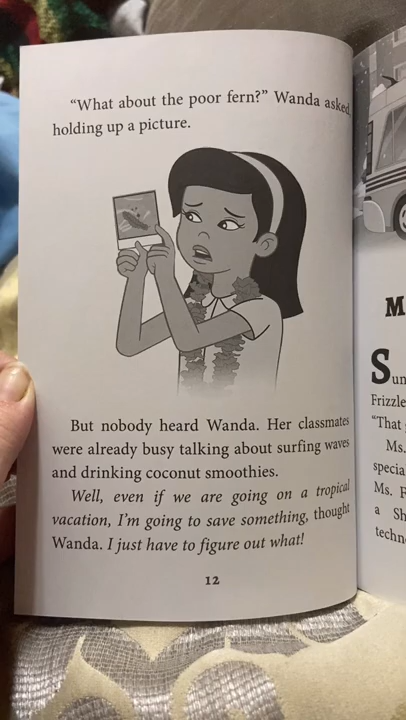 “What about the poor fern?” Wanda asked
holding up a picture.
But nobody heard Wanda. Her classmates
were already busy talking about surfing waves
and drinking coconut smoothies.
Well, even if we are going on a tropical
vacation, I’m going to save something, thought
Wanda. I just have to figure out what!
12
M
Sun
Frizzle
“That
Ms.
specia
Ms. F
a Sh
techn